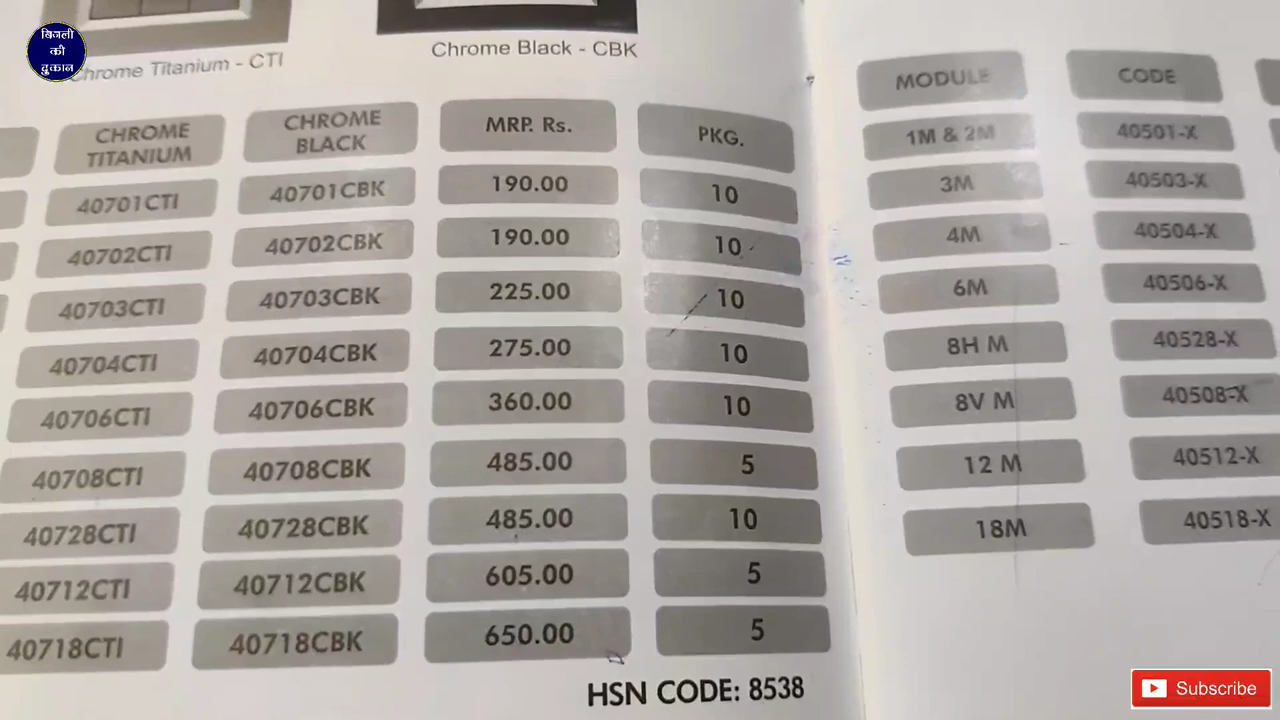 बिजली
की
दुकान
Chrome Titanium - CTI
Chrome Black - CBK
CHROME TITANIUM
CHROME BLACK
MRP. Rs.
PKG.
40701CTI 40701CBK 190.00 10
40702CTI 40702CBK 190.00 10
40703CTI 40703CBK 225.00 10
40704CTI 40704CBK 275.00 10
40706CTI 40706CBK 360.00 10
40708CTI 40708CBK 485.00 5
40728CTI 40728CBK 485.00 10
40712CTI 40712CBK 605.00 5
40718CTI 40718CBK 650.00 5
HSN CODE: 8538
MODULE CODE
1M & 2M 40501-X
3M 40503-X
4M 40504-X
6M 40506-X
8H M 40528-X
8V M 40508-X
12 M 40512-X
18M 40518-X
Subscribe